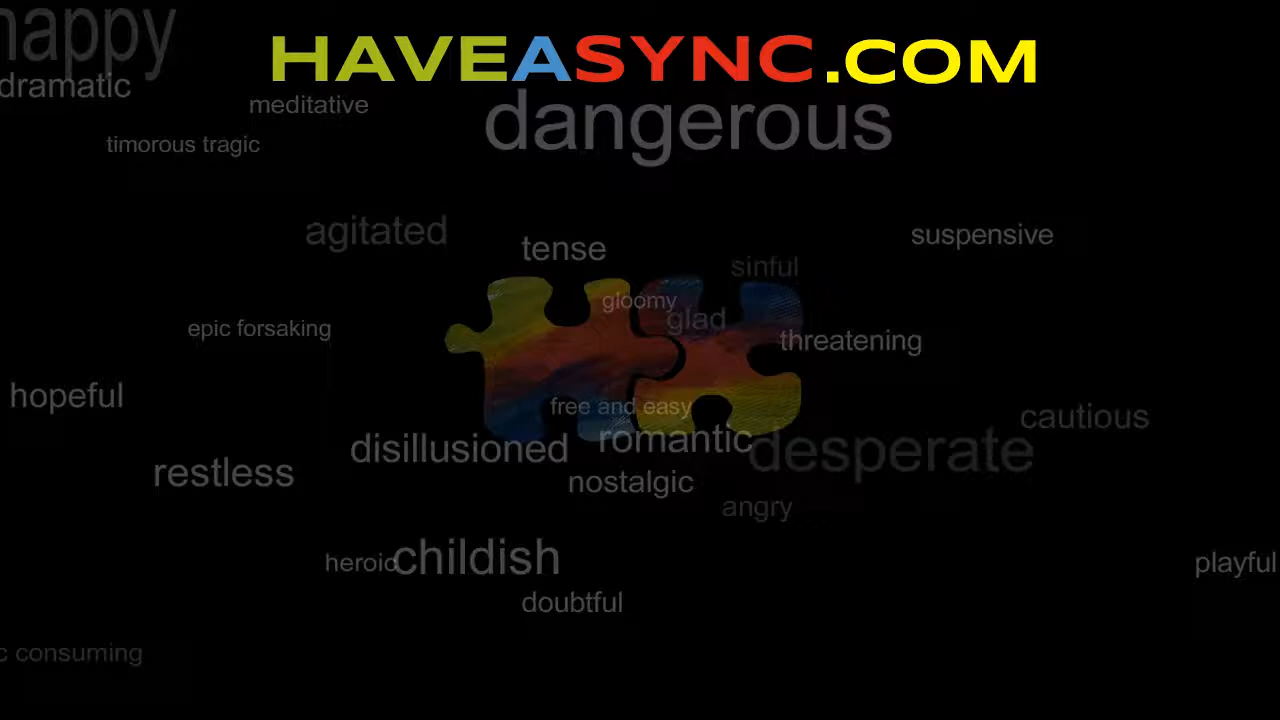 happy
HAVEASYNC.COM
dramatic
meditative
dangerous
timorous tragic
agitated
tense
suspensive
sinful
gloomy
glad
epic forsaking
threatening
hopeful
free and easy
cautious
romantic
disillusioned
desperate
restless
nostalgic
angry
heroic
childish
playful
doubtful
c consuming